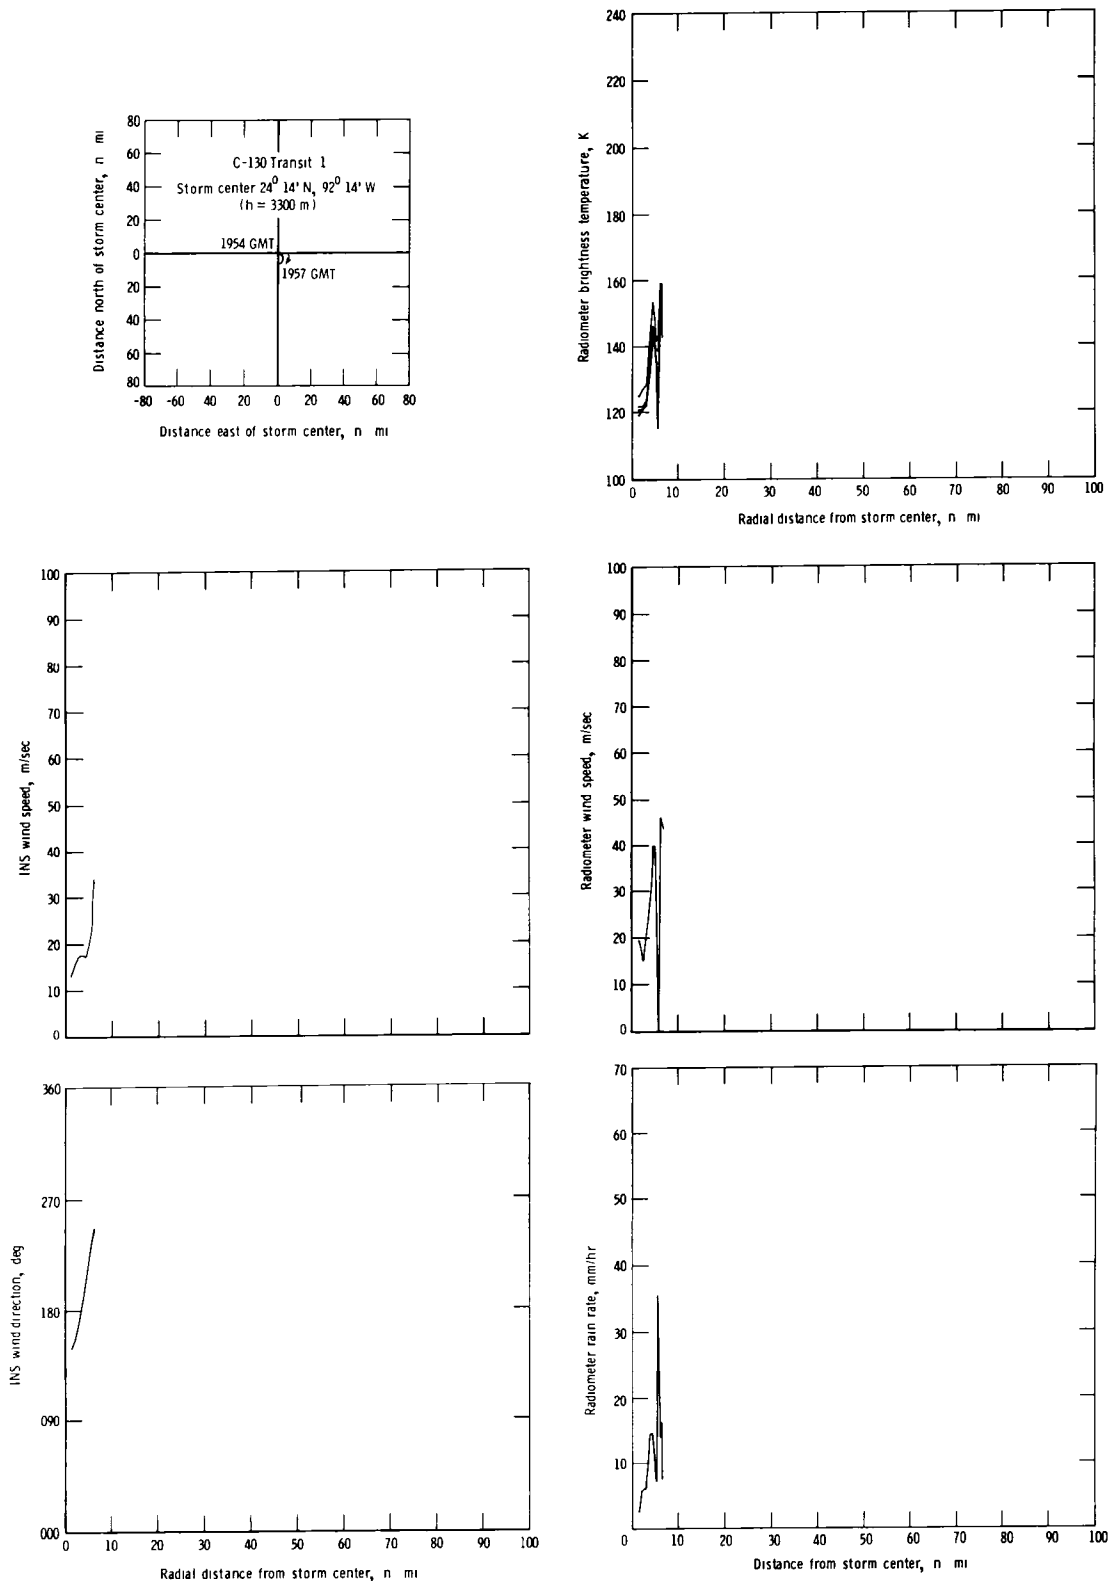 80
60
40
20
0
20
40
60
80
Distance north of storm center, n mi
C-130 Transit 1
Storm center 24⁰ 14' N, 92⁰ 14' W
(h = 3300 m)
1954 GMT
1957 GMT
-80 -60 -40 -20 0 20 40 60 80
Distance east of storm center, n mi
240
220
200
180
160
140
120
100
Radiometer brightness temperature, K
0 10 20 30 40 50 60 70 80 90 100
Radial distance from storm center, n mi
100
90
80
70
60
50
40
30
20
10
0
INS wind speed, m/sec
100
90
80
70
60
50
40
30
20
10
0
Radiometer wind speed, m/sec
360
270
180
090
000
INS wind direction, deg
0 10 20 30 40 50 60 70 80 90 100
Radial distance from storm center, n mi
70
60
50
40
30
20
10
Radiometer rain rate, mm/hr
0 10 20 30 40 50 60 70 80 90 100
Distance from storm center, n mi